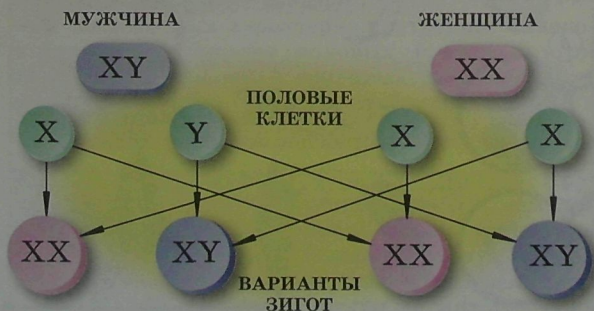 МУЖЧИНА ЖЕНЩИНА
XY XX
ПОЛОВЫЕ
КЛЕТКИ
X Y X X
XX XY XX XY
ВАРИАНТЫ
ЗИГОТ